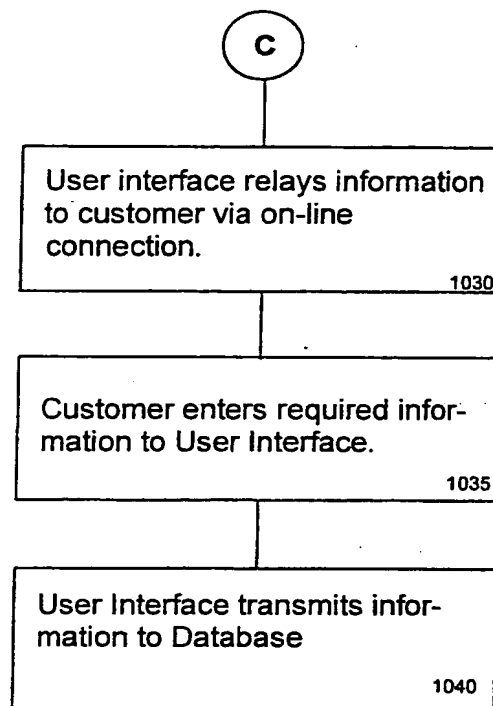 C
User interface relays information
to customer via on-line
connection.
1030
Customer enters required infor-
mation to User Interface.
1035
User Interface transmits infor-
mation to Database
1040